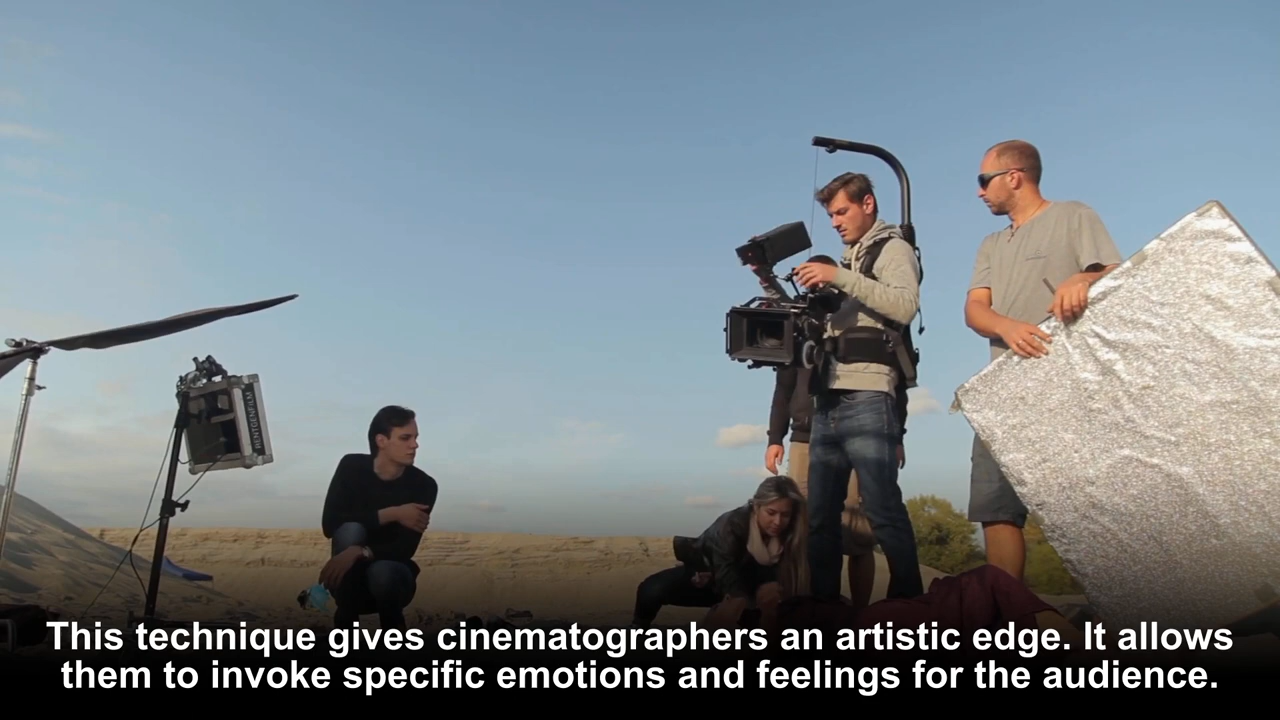 RENTGENFILM
This technique gives cinematographers an artistic edge. It allows
them to invoke specific emotions and feelings for the audience.